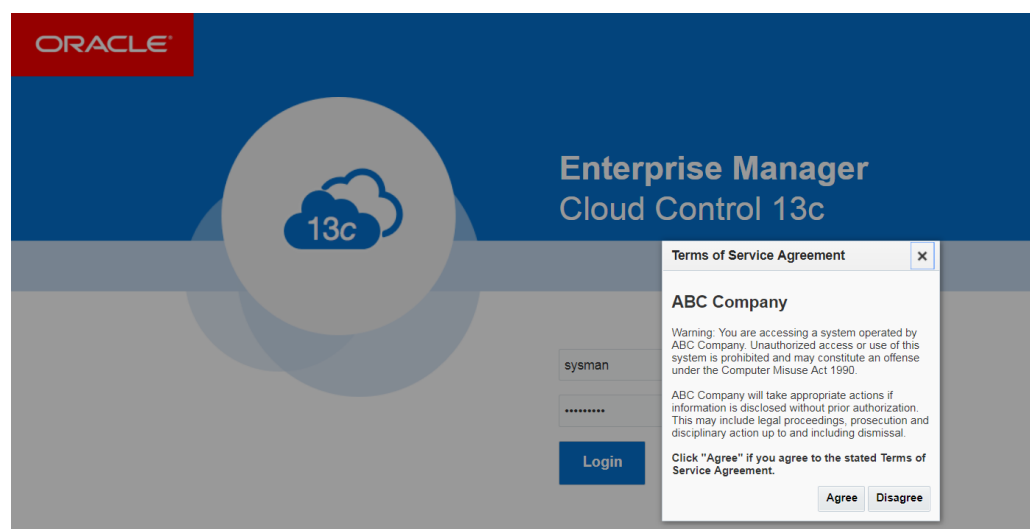 ORACLE®
13c
Enterprise Manager
Cloud Control 13c
Terms of Service Agreement
ABC Company
Warning: You are accessing a system operated by
ABC Company. Unauthorized access or use of this
system is prohibited and may constitute an offense
under the Computer Misuse Act 1990.
ABC Company will take appropriate actions if
information is disclosed without prior authorization.
This may include legal proceedings, prosecution and
disciplinary action up to and including dismissal.
Click "Agree" if you agree to the stated Terms of
Service Agreement.
Agree Disagree
sysman
•••••••••
Login